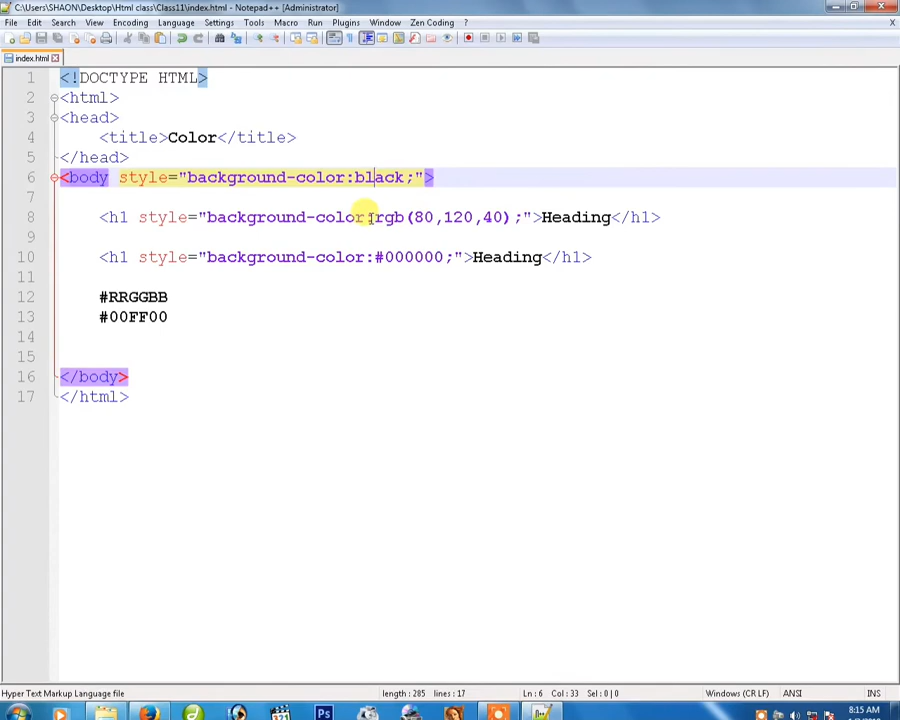 C:\Users\SHAON\Desktop\Html class\Class11\index.html - Notepad++ [Administrator]
File Edit Search View Encoding Language Settings Tools Macro Run Plugins Window Zen Coding ? X
index.html
1 <!DOCTYPE HTML>
2 <html>
3 <head>
4 <title>Color</title>
5 </head>
6 <body style="background-color:black;">
7
8 <h1 style="background-color:rgb(80,120,40);">Heading</h1>
9
10 <h1 style="background-color:#000000;">Heading</h1>
11
12 #RRGGBB
13 #00FF00
14
15
16 </body>
17 </html>
Hyper Text Markup Language file length : 285 lines : 17 Ln : 6 Col : 33 Sel : 0 | 0 Windows (CR LF) ANSI INS
Ps 8:15 AM